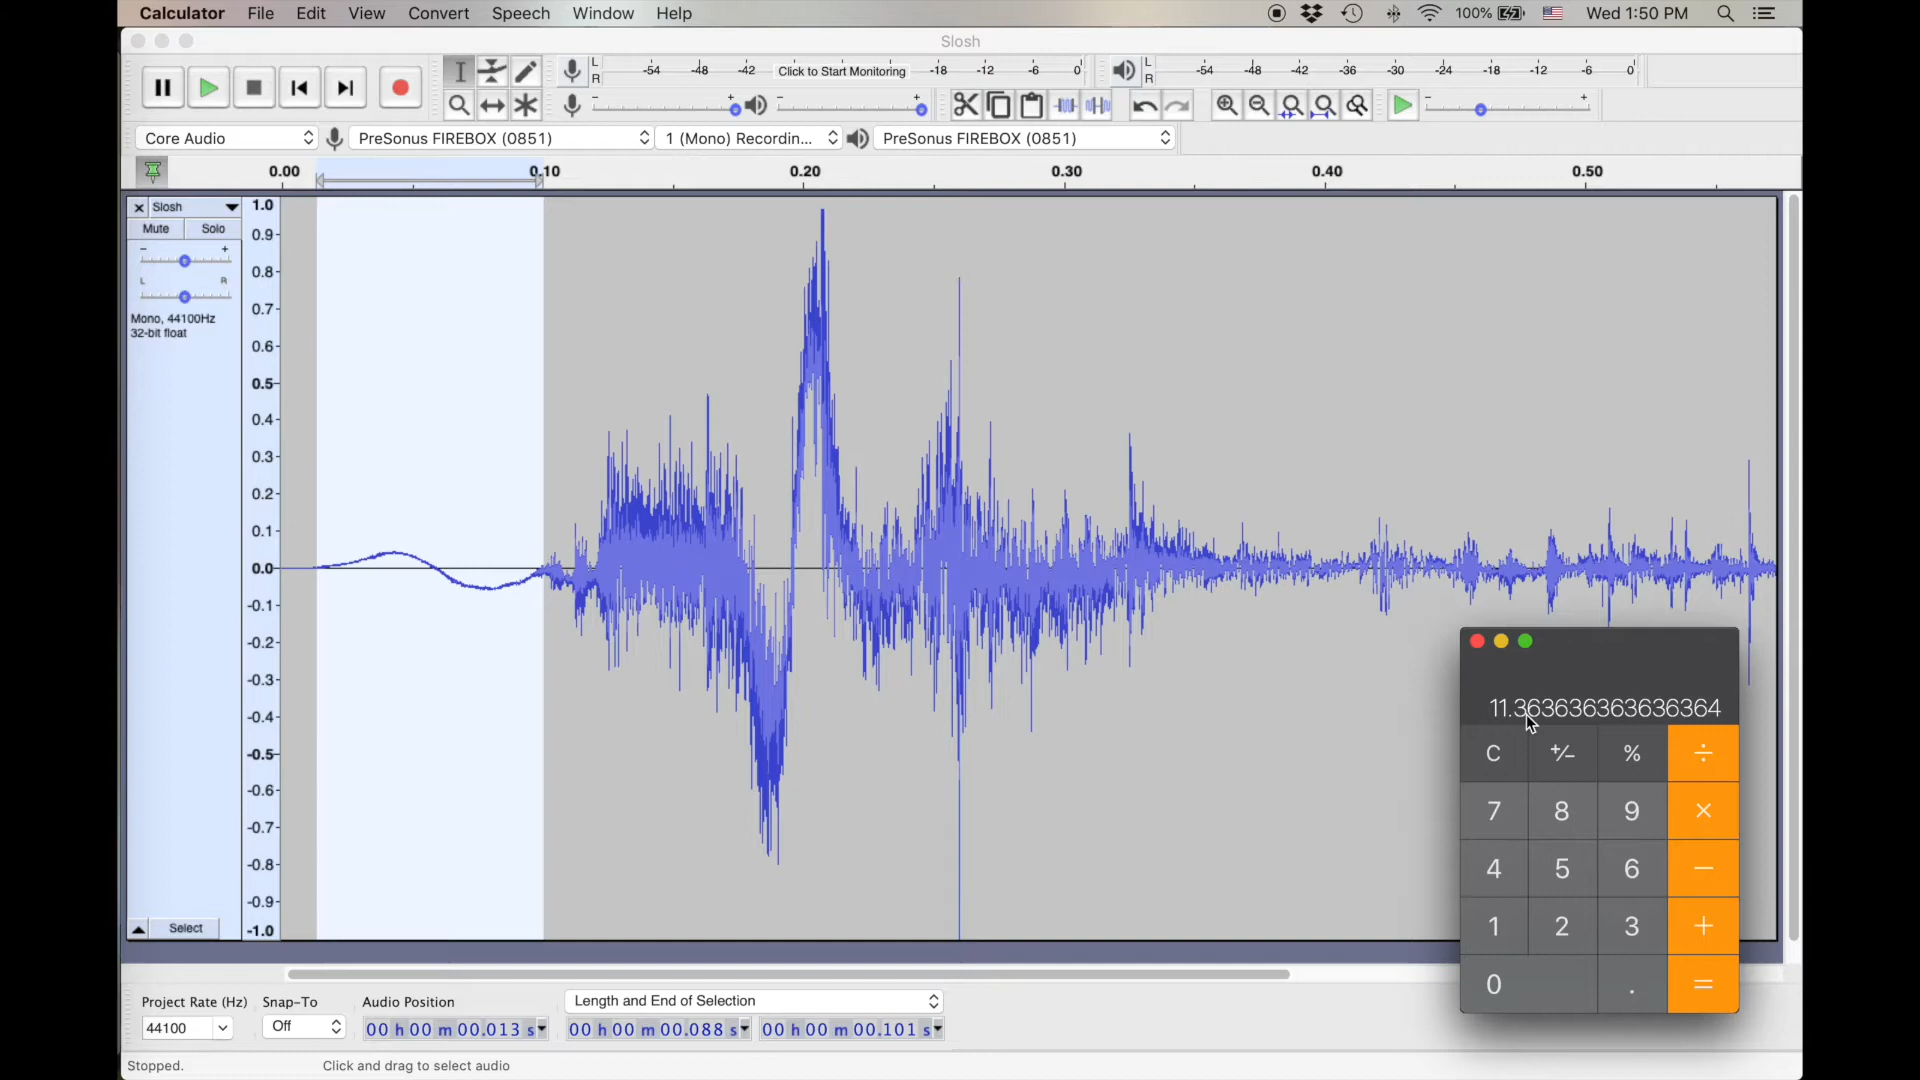 Calculator File Edit View Convert Speech Window Help 100% Wed 1:50 PM
Slosh
L
R
-54 -48 -42 Click to Start Monitoring -18 -12 -6 0
L
R
-54 -48 -42 -36 -30 -24 -18 -12 -6 0
- + - +
- +
Core Audio PreSonus FIREBOX (0851) 1 (Mono) Recordin... PreSonus FIREBOX (0851)
0.00 0.10 0.20 0.30 0.40 0.50
Slosh
Mute Solo
- +
L R
Mono, 44100Hz
32-bit float
Select
1.0
0.9-
0.8-
0.7-
0.6-
0.5-
0.4-
0.3-
0.2-
0.1-
0.0-
-0.1-
-0.2-
-0.3-
-0.4-
-0.5-
-0.6-
-0.7-
-0.8-
-0.9-
-1.0
11.363636363636364
C +/− % ÷
7 8 9 ×
4 5 6 −
1 2 3 +
0 . =
Project Rate (Hz) Snap-To Audio Position Length and End of Selection
44100 Off 00 h 00 m 00.013 s 00 h 00 m 00.088 s 00 h 00 m 00.101 s
Stopped. Click and drag to select audio